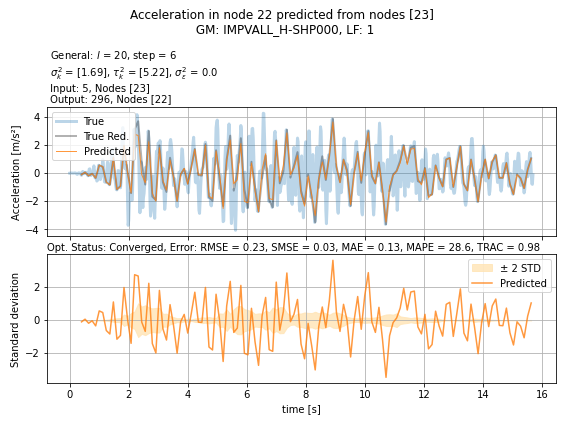 Acceleration in node 22 predicted from nodes [23]
GM: IMPVALL_H-SHP000, LF: 1
General: l = 20, step = 6
σ²ₖ = [1.69], τ²ₖ = [5.22], σ²ε = 0.0
Input: 5, Nodes [23]
Output: 296, Nodes [22]
Acceleration [m/s²]
4
2
0
−2
−4
True
True Red.
Predicted
Opt. Status: Converged, Error: RMSE = 0.23, SMSE = 0.03, MAE = 0.13, MAPE = 28.6, TRAC = 0.98
Standard deviation
2
0
−2
± 2 STD
Predicted
0 2 4 6 8 10 12 14 16
time [s]